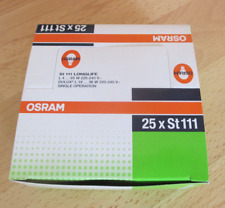 25 x St 111
OSRAM
ST 111 LONGLIFE
SINGLE OPERATION
OSRAM
25 x St 111